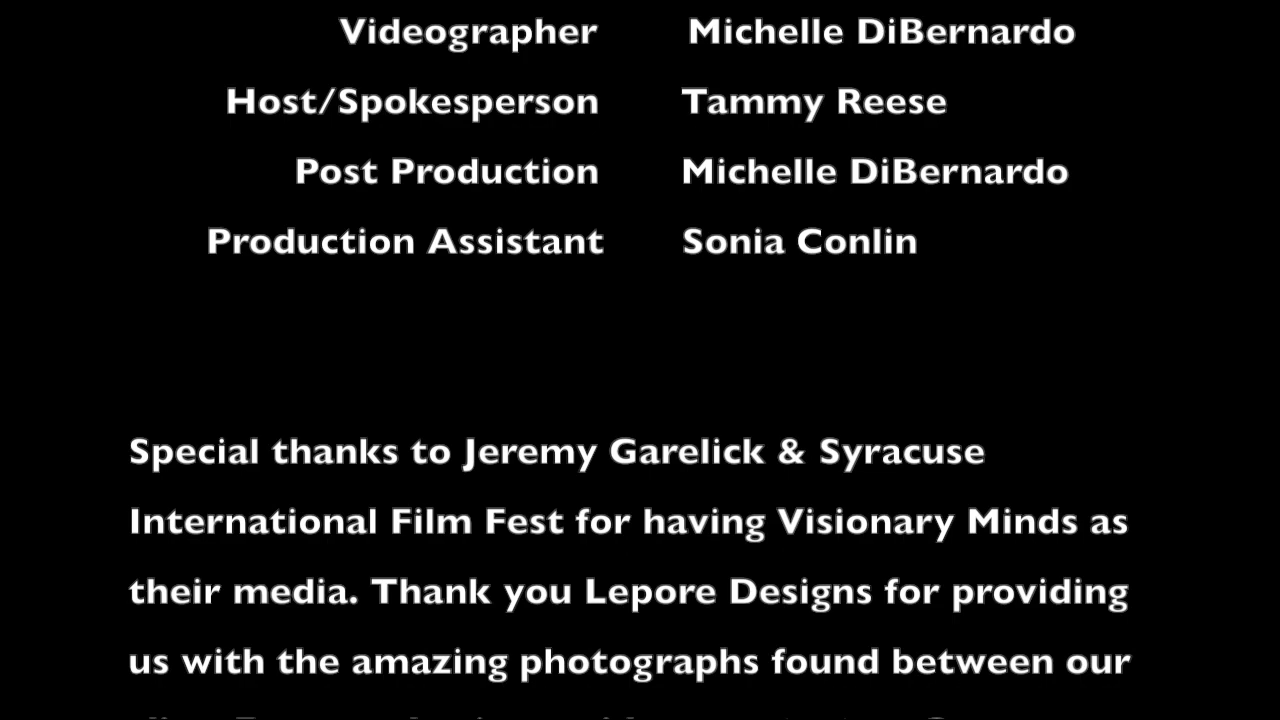 Videographer Michelle DiBernardo
Host/Spokesperson Tammy Reese
Post Production Michelle DiBernardo
Production Assistant Sonia Conlin
Special thanks to Jeremy Garelick & Syracuse
International Film Fest for having Visionary Minds as
their media. Thank you Lepore Designs for providing
us with the amazing photographs found between our